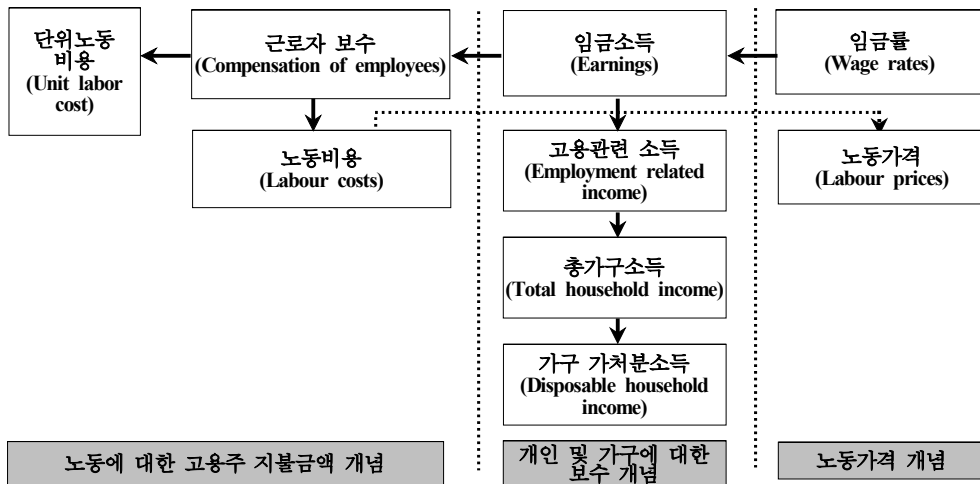 단위노동
비용
(Unit labor
cost)
근로자 보수
(Compensation of employees)
임금소득
(Earnings)
임금률
(Wage rates)
노동비용
(Labour costs)
고용관련 소득
(Employment related
income)
노동가격
(Labour prices)
총가구소득
(Total household income)
가구 가처분소득
(Disposable household
income)
노동에 대한 고용주 지불금액 개념
개인 및 가구에 대한
보수 개념
노동가격 개념